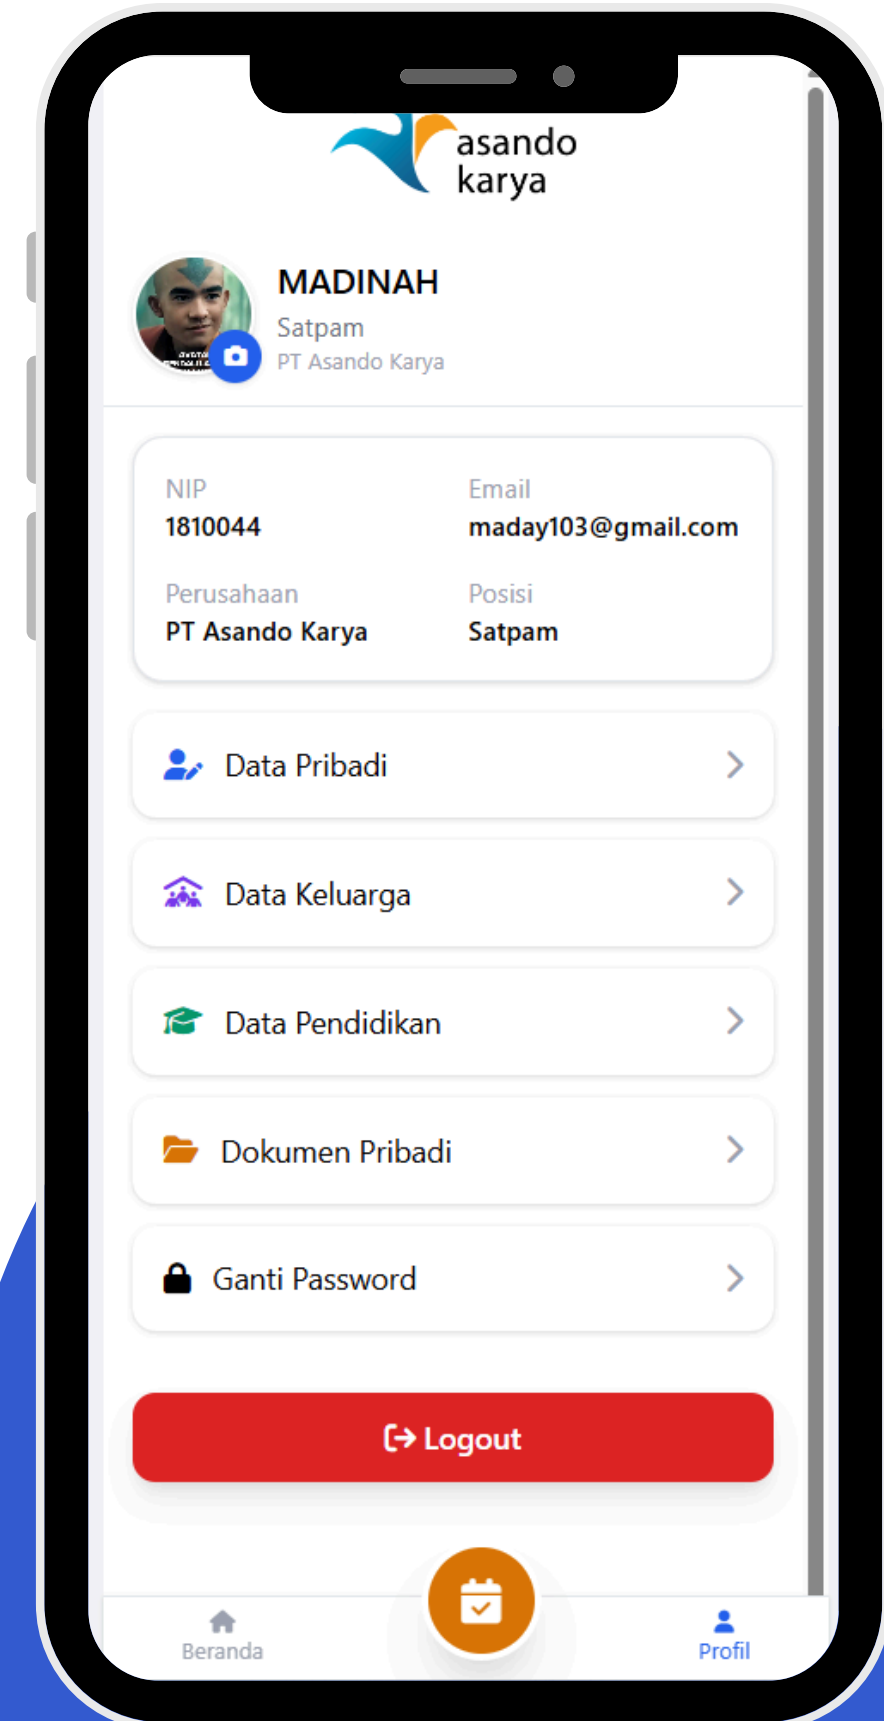 asando
karya
MADINAH
Satpam
PT Asando Karya
NIP
1810044
Email
maday103@gmail.com
Perusahaan
PT Asando Karya
Posisi
Satpam
Data Pribadi
Data Keluarga
Data Pendidikan
Dokumen Pribadi
Ganti Password
Logout
Beranda
Profil